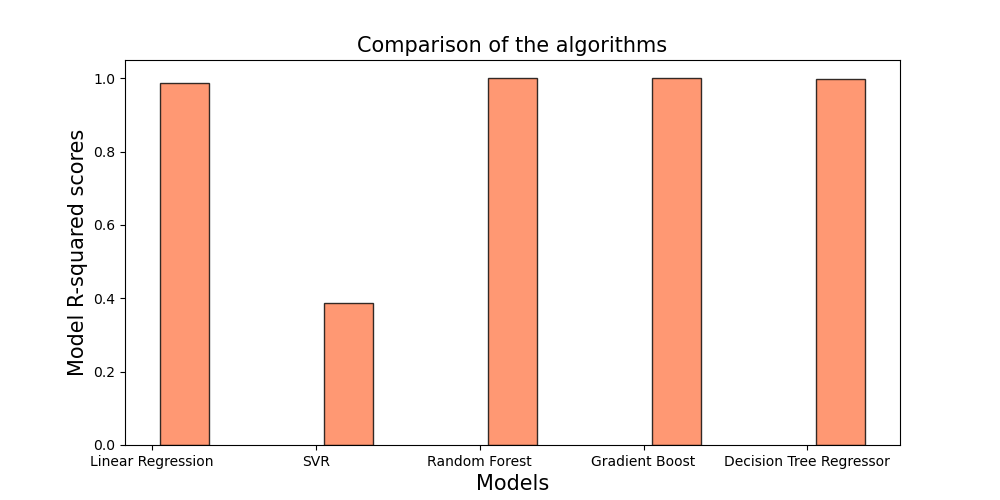 Comparison of the algorithms
Model R-squared scores
1.0
0.8
0.6
0.4
0.2
0.0
Linear Regression SVR Random Forest Gradient Boost Decision Tree Regressor
Models